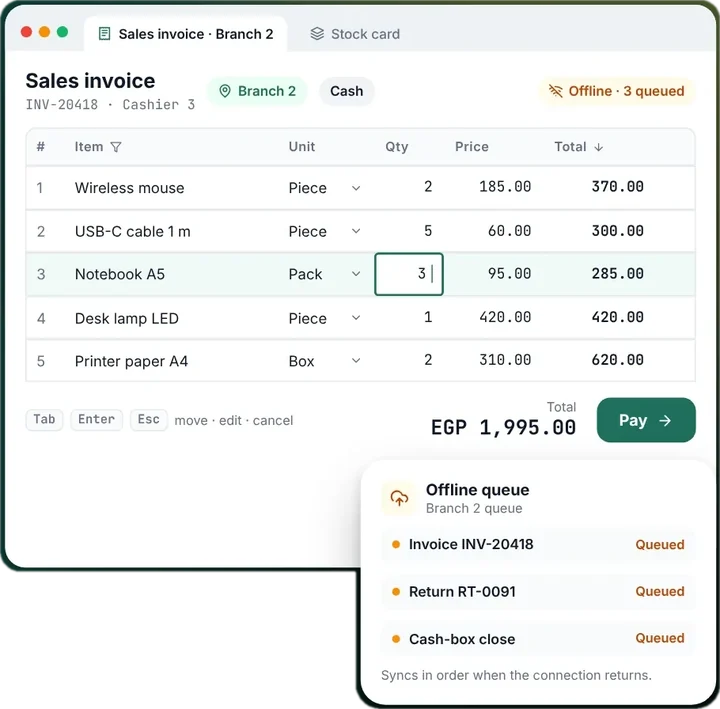 Sales invoice · Branch 2
Stock card
Sales invoice
INV-20418 · Cashier 3
Branch 2
Cash
Offline · 3 queued
# Item Unit Qty Price Total ↓
1 Wireless mouse Piece 2 185.00 370.00
2 USB-C cable 1 m Piece 5 60.00 300.00
3 Notebook A5 Pack 3 95.00 285.00
4 Desk lamp LED Piece 1 420.00 420.00
5 Printer paper A4 Box 2 310.00 620.00
Tab Enter Esc move · edit · cancel
Total
EGP 1,995.00
Pay →
Offline queue
Branch 2 queue
Invoice INV-20418 Queued
Return RT-0091 Queued
Cash-box close Queued
Syncs in order when the connection returns.